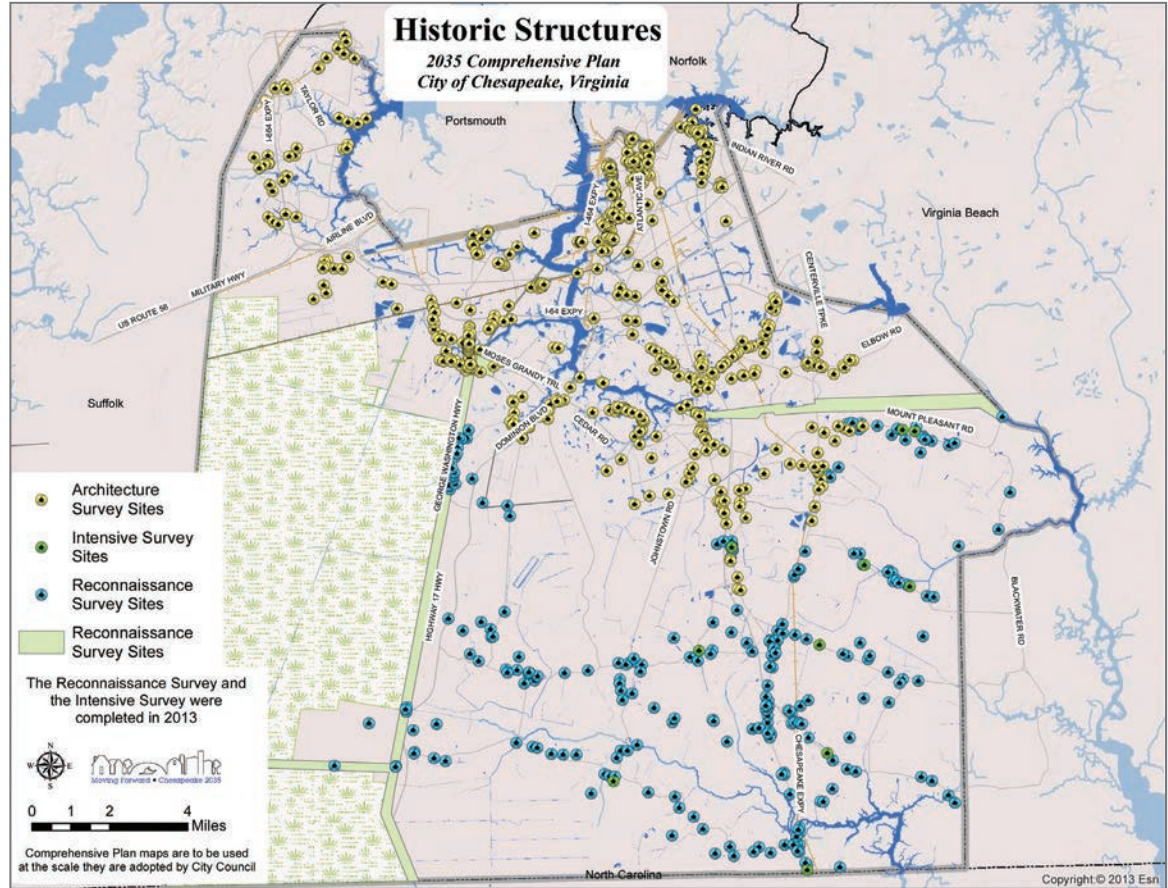 Historic Structures
2035 Comprehensive Plan
City of Chesapeake, Virginia
Norfolk
Portsmouth
TAYLOR RD
I-664 EXPY
INDIAN RIVER RD
I-464 EXPY
ATLANTIC AVE
Virginia Beach
AIRLINE BLVD
CENTERVILLE TPKE
MILITARY HWY
US ROUTE 58
I-64 EXPY
ELBOW RD
MOSES GRANDY TRL
Suffolk
DOMINION BLVD
CEDAR RD
MOUNT PLEASANT RD
GEORGE WASHINGTON HWY
JOHNSTOWN RD
BLACKWATER RD
HIGHWAY 17 HWY
CHESAPEAKE EXPY
North Carolina
Architecture
Survey Sites
Intensive Survey
Sites
Reconnaissance
Survey Sites
Reconnaissance
Survey Sites
The Reconnaissance Survey and
the Intensive Survey were
completed in 2013
N
W E
S
Moving Forward • Chesapeake 2035
0 2 4
Miles
Comprehensive Plan maps are to be used
at the scale they are adopted by City Council
Copyright:© 2013 Esri